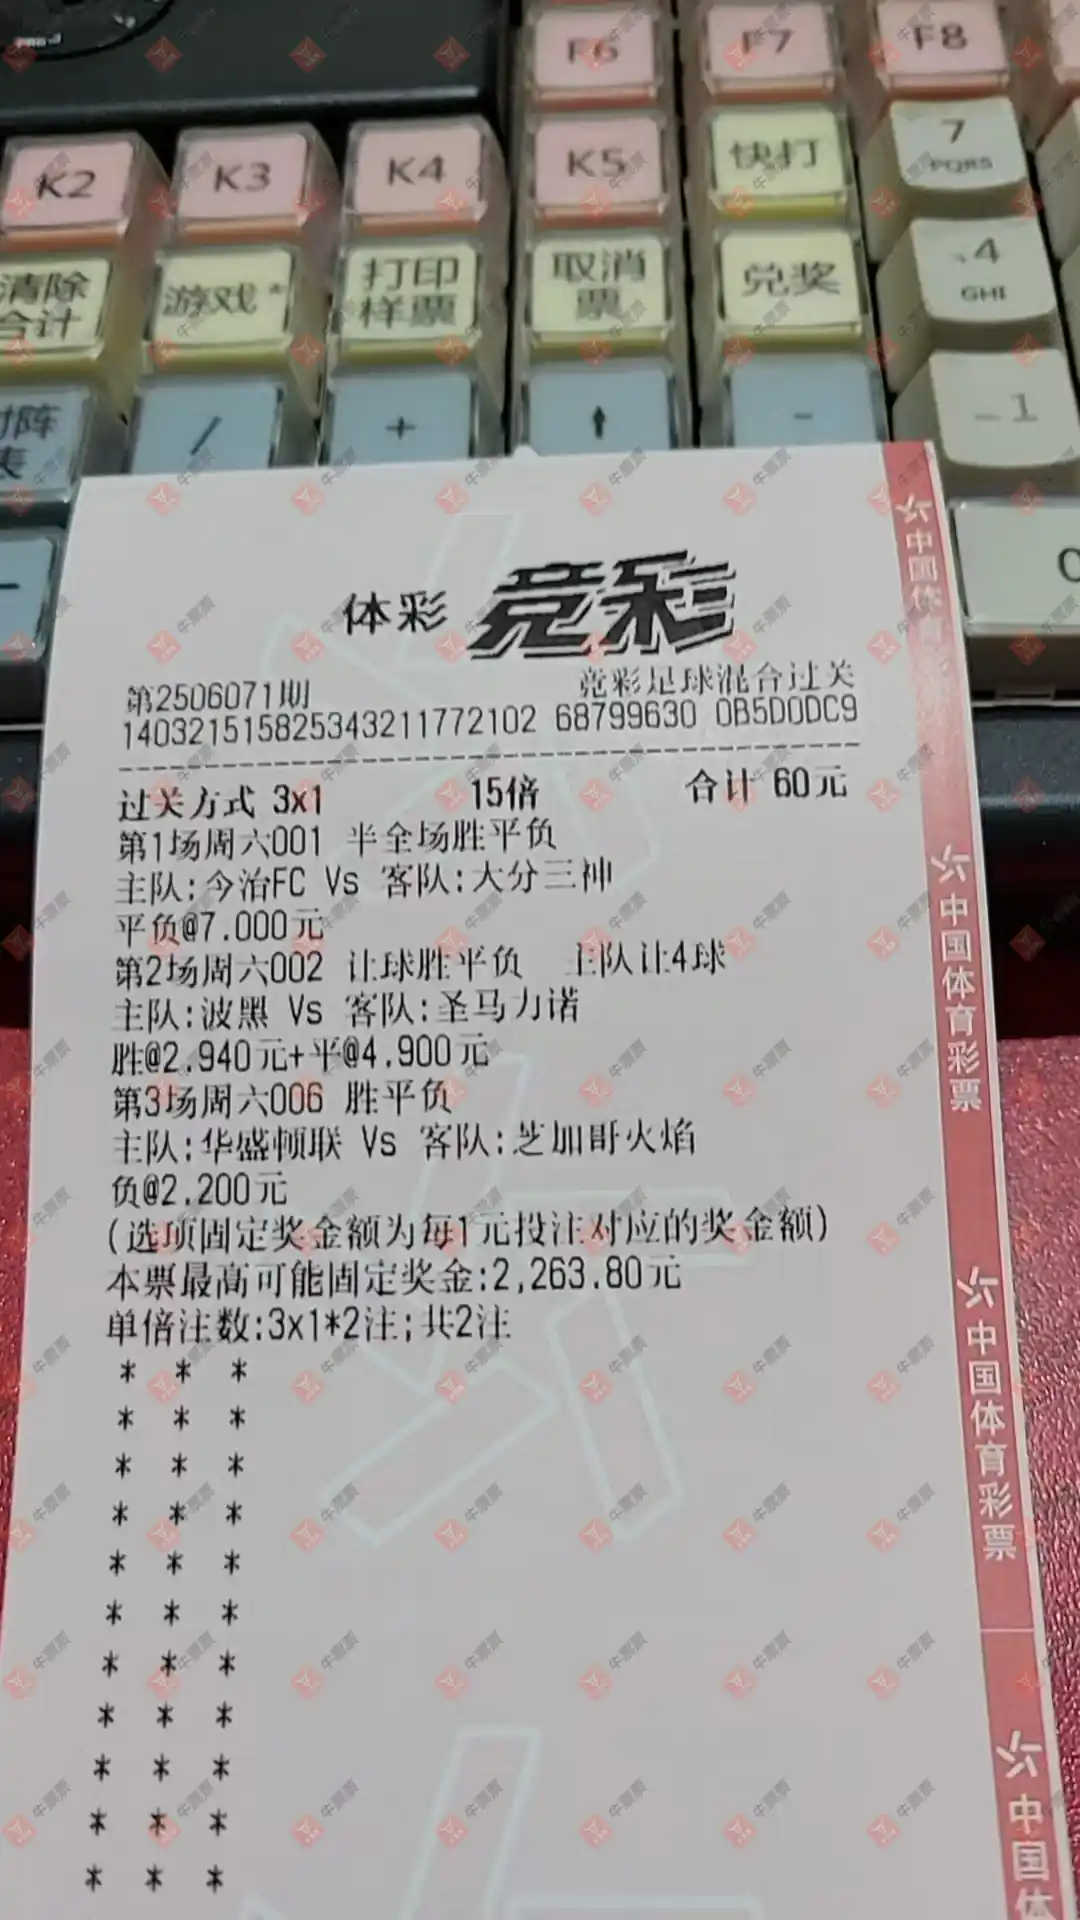 F6 F7 F8
K2 K3 K4 K5 快打 7 PQRS
清除合计 游戏* 打印样票 取消票 兑奖 4 GHI
/ + - 1
体彩 竞彩
第2506071期 竞彩足球混合过关
140321515825343211772102 68799630 0B5D0DC9
过关方式 3x1 15倍 合计 60元
第1场周六001 半全场胜平负
主队:今治FC Vs 客队:大分三神
平负@7.000元
第2场周六002 让球胜平负 主队让4球
主队:波黑 Vs 客队:圣马力诺
胜@2.940元+平@4.900元
第3场周六006 胜平负
主队:华盛顿联 Vs 客队:芝加哥火焰
负@2.200元
(选项固定奖金额为每1元投注对应的奖金额)
本票最高可能固定奖金:2,263.80元
单倍注数:3x1*2注;共2注
* * *
* * *
* * *
* * *
* * *
* * *
* * *
* * *
* * *
* * *
* * *
中国体育彩票
中国体育彩票
中国体育彩票
中国体
牛票票